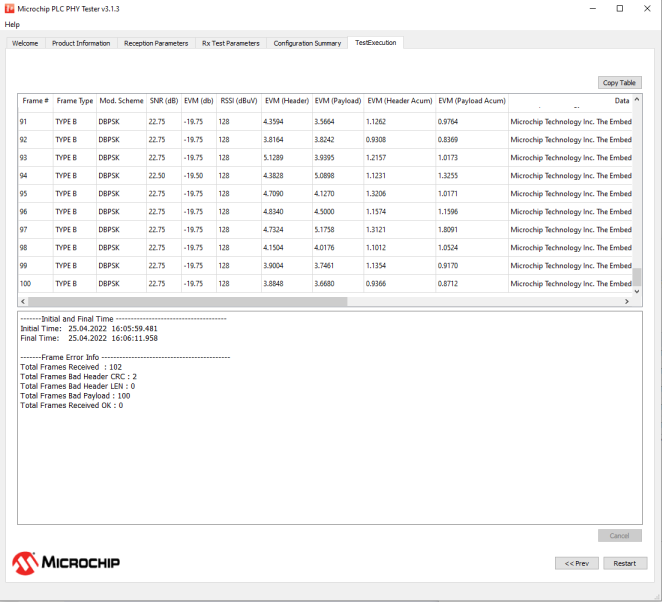 Microchip PLC PHY Tester v3.1.3
Help
Welcome Product Information Reception Parameters Rx Test Parameters Configuration Summary TestExecution
Copy Table
Frame # Frame Type Mod. Scheme SNR (dB) EVM (db) RSSI (dBuV) EVM (Header) EVM (Payload) EVM (Header Acum) EVM (Payload Acum) Data
91 TYPE B DBPSK 22.75 -19.75 128 4.3594 3.5664 1.1262 0.9764 Microchip Technology Inc. The Embed
92 TYPE B DBPSK 22.75 -19.75 128 3.8164 3.8242 0.9308 0.8369 Microchip Technology Inc. The Embed
93 TYPE B DBPSK 22.75 -19.75 128 5.1289 3.9395 1.2157 1.0173 Microchip Technology Inc. The Embed
94 TYPE B DBPSK 22.50 -19.50 128 4.3828 5.0898 1.1231 1.3255 Microchip Technology Inc. The Embed
95 TYPE B DBPSK 22.75 -19.75 128 4.7090 4.1270 1.3206 1.0171 Microchip Technology Inc. The Embed
96 TYPE B DBPSK 22.75 -19.75 128 4.8340 4.5000 1.1574 1.1596 Microchip Technology Inc. The Embed
97 TYPE B DBPSK 22.75 -19.75 128 4.7324 5.1758 1.3121 1.8091 Microchip Technology Inc. The Embed
98 TYPE B DBPSK 22.75 -19.75 128 4.1504 4.0176 1.1012 1.0524 Microchip Technology Inc. The Embed
99 TYPE B DBPSK 22.75 -19.75 128 3.9004 3.7461 1.1354 0.9170 Microchip Technology Inc. The Embed
100 TYPE B DBPSK 22.75 -19.75 128 3.8848 3.6680 0.9366 0.8712 Microchip Technology Inc. The Embed
-------Initial and Final Time ------------------------------------
Initial Time: 25.04.2022 16:05:59.481
Final Time: 25.04.2022 16:06:11.958
-------Frame Error Info ------------------------------------------
Total Frames Received : 102
Total Frames Bad Header CRC : 2
Total Frames Bad Header LEN : 0
Total Frames Bad Payload : 100
Total Frames Received OK : 0
Cancel
MICROCHIP
<< Prev Restart